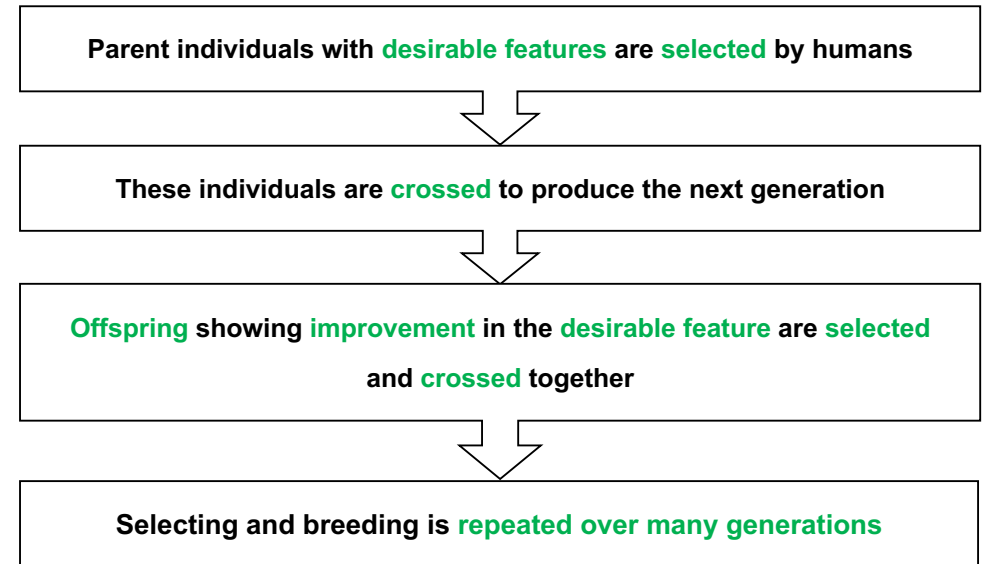 Parent individuals with desirable features are selected by humans
These individuals are crossed to produce the next generation
Offspring showing improvement in the desirable feature are selected
and crossed together
Selecting and breeding is repeated over many generations